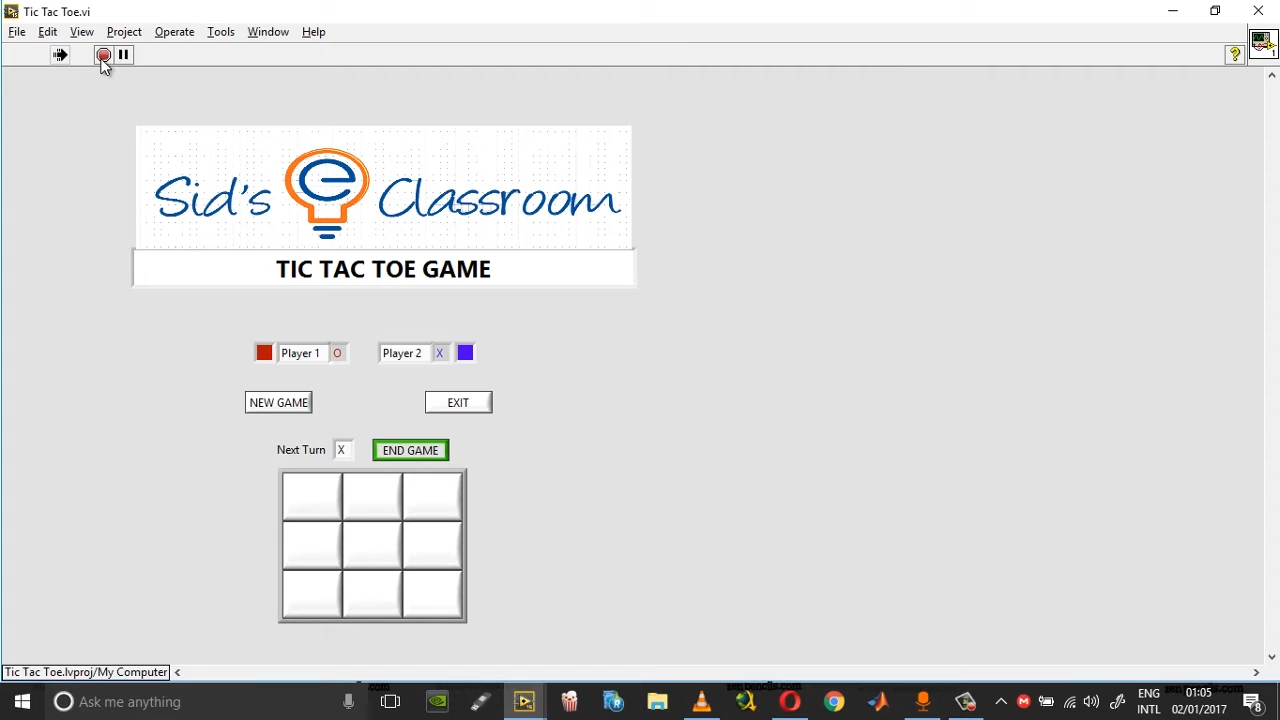 Tic Tac Toe.vi
File Edit View Project Operate Tools Window Help
?
1
Sid's e Classroom
TIC TAC TOE GAME
Player 1 O Player 2 X
NEW GAME EXIT
Next Turn X END GAME
Tic Tac Toe.lvproj/My Computer
Ask me anything
ENG 01:05
INTL 02/01/2017
8